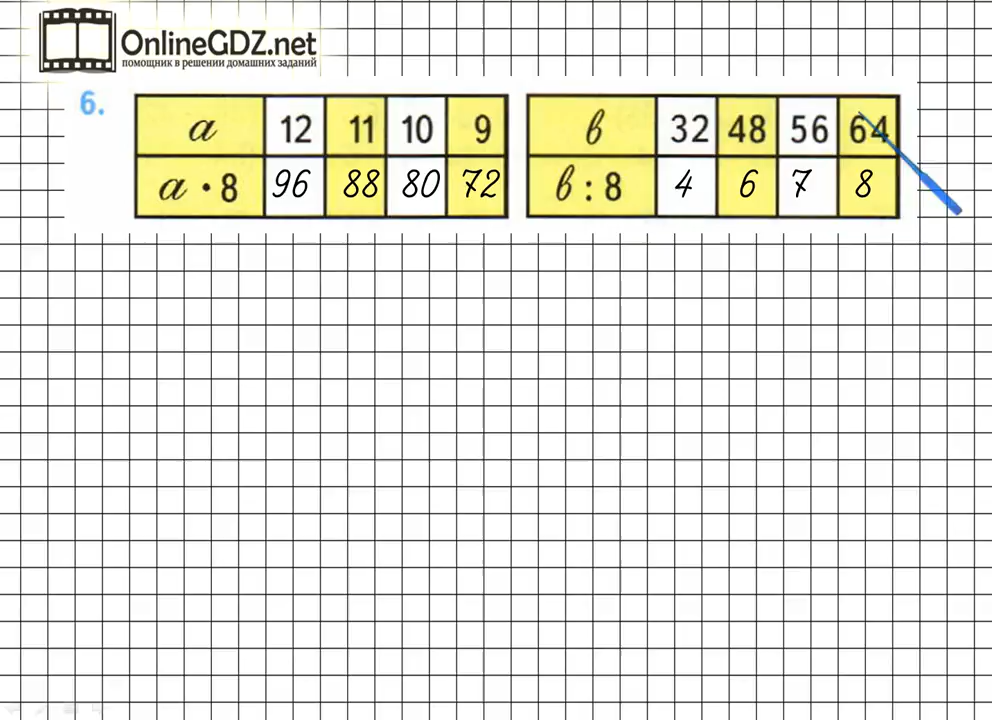 OnlineGDZ.net
помощник в решении домашних заданий
6.
a 12 11 10 9
a · 8 96 88 80 72
в 32 48 56 64
в : 8 4 6 7 8